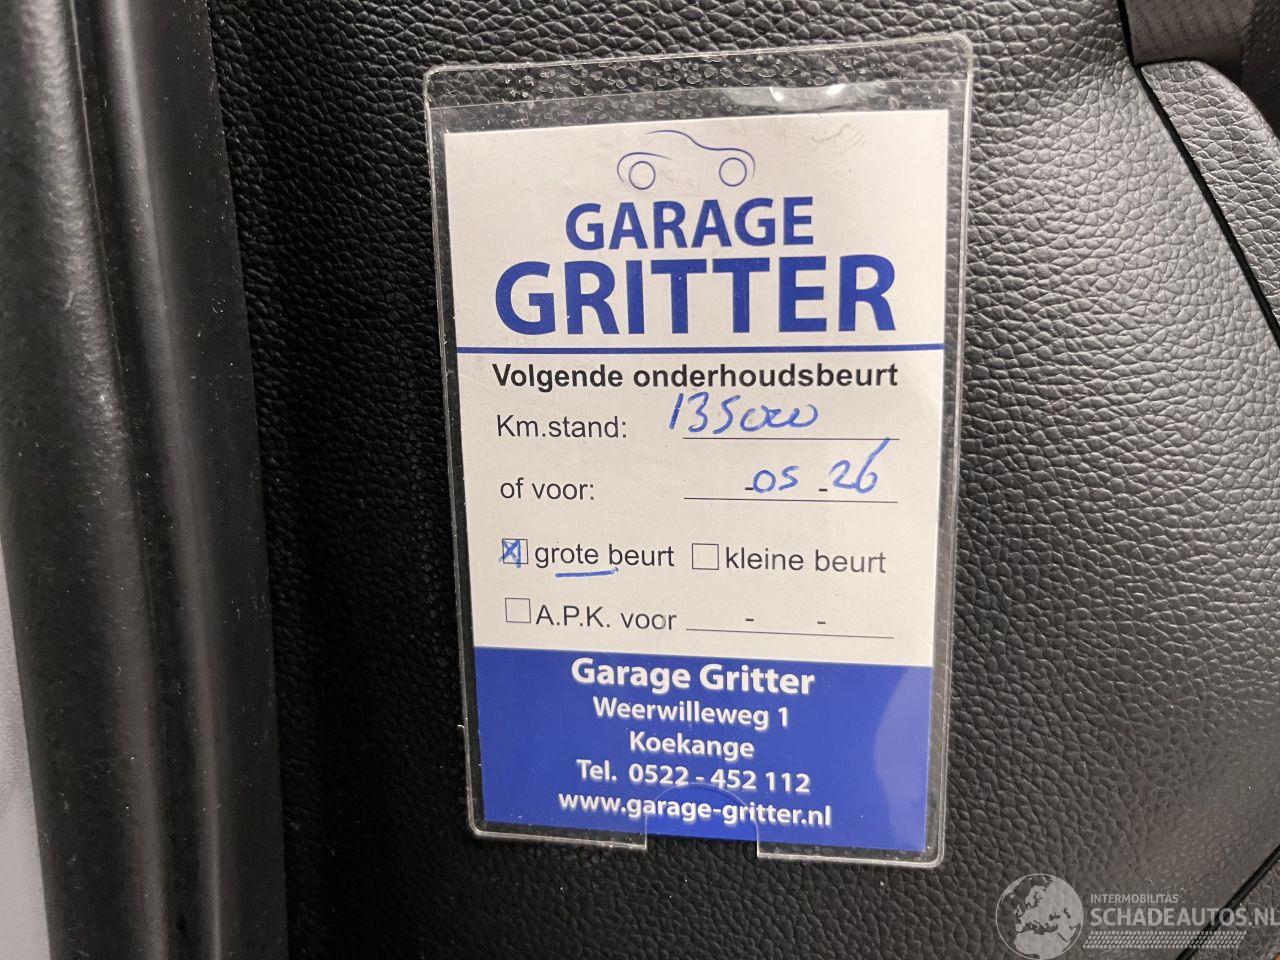 GARAGE
GRITTER
Volgende onderhoudsbeurt
Km.stand: 135000
of voor: -05 - 26
grote beurt kleine beurt
A.P.K. voor - -
Garage Gritter
Weerwilleweg 1
Koekange
Tel. 0522 - 452 112
www.garage-gritter.nl
INTERMOBILITAS
SCHADEAUTOS.NL